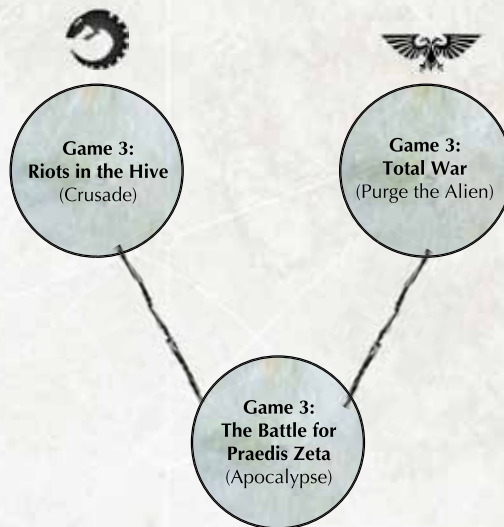 Game 3:
Riots in the Hive
(Crusade)
Game 3:
Total War
(Purge the Alien)
Game 3:
The Battle for
Praedis Zeta
(Apocalypse)